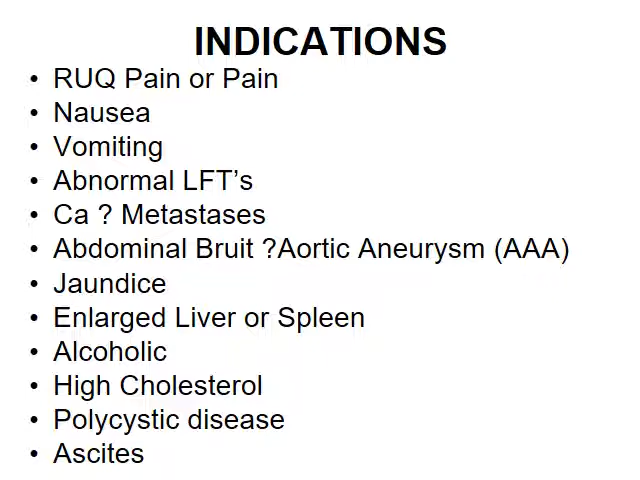 INDICATIONS
• RUQ Pain or Pain
• Nausea
• Vomiting
• Abnormal LFT’s
• Ca ? Metastases
• Abdominal Bruit ?Aortic Aneurysm (AAA)
• Jaundice
• Enlarged Liver or Spleen
• Alcoholic
• High Cholesterol
• Polycystic disease
• Ascites